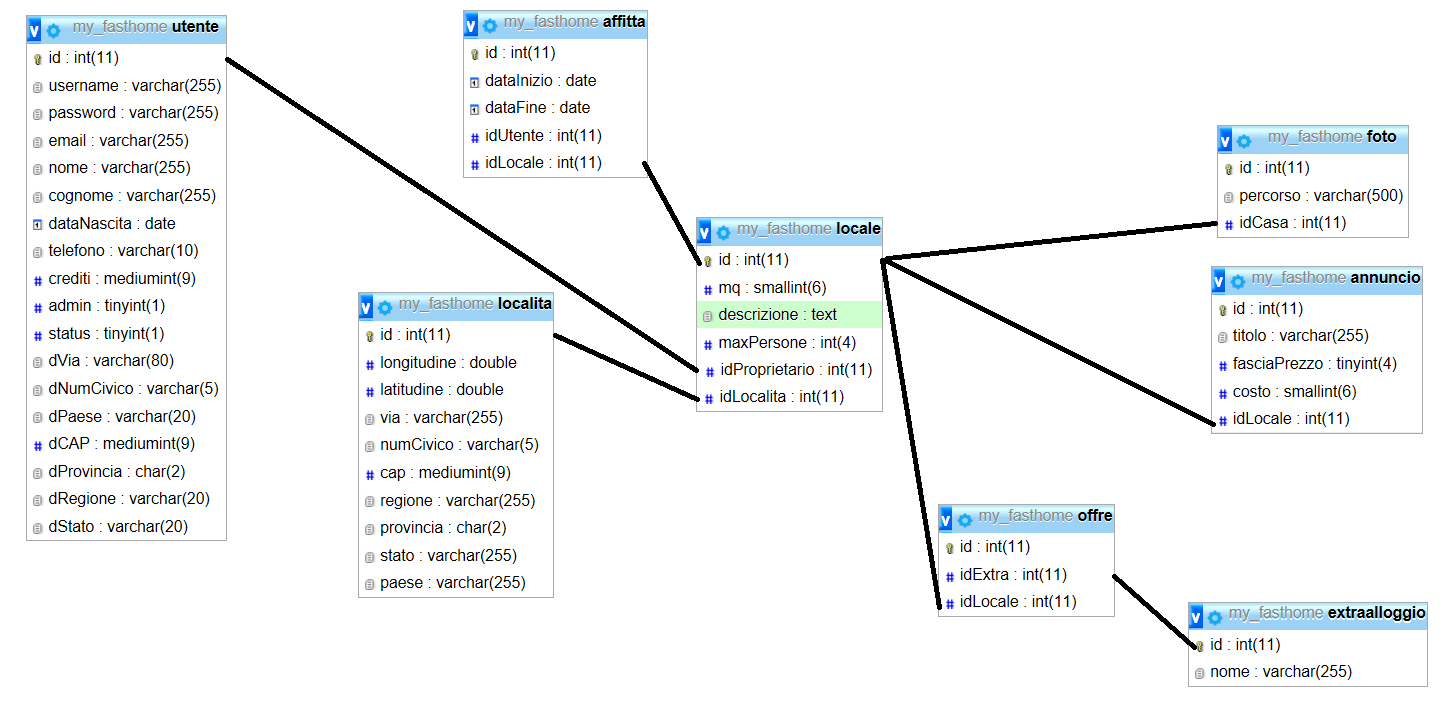 my_fasthome utente
id : int(11)
username : varchar(255)
password : varchar(255)
email : varchar(255)
nome : varchar(255)
cognome : varchar(255)
dataNascita : date
telefono : varchar(10)
crediti : mediumint(9)
admin : tinyint(1)
status : tinyint(1)
dVia : varchar(80)
dNumCivico : varchar(5)
dPaese : varchar(20)
dCAP : mediumint(9)
dProvincia : char(2)
dRegione : varchar(20)
dStato : varchar(20)
my_fasthome affitta
id : int(11)
dataInizio : date
dataFine : date
idUtente : int(11)
idLocale : int(11)
my_fasthome localita
id : int(11)
longitudine : double
latitudine : double
via : varchar(255)
numCivico : varchar(5)
cap : mediumint(9)
regione : varchar(255)
provincia : char(2)
stato : varchar(255)
paese : varchar(255)
my_fasthome locale
id : int(11)
mq : smallint(6)
descrizione : text
maxPersone : int(4)
idProprietario : int(11)
idLocalita : int(11)
my_fasthome foto
id : int(11)
percorso : varchar(500)
idCasa : int(11)
my_fasthome annuncio
id : int(11)
titolo : varchar(255)
fasciaPrezzo : tinyint(4)
costo : smallint(6)
idLocale : int(11)
my_fasthome offre
id : int(11)
idExtra : int(11)
idLocale : int(11)
my_fasthome extraalloggio
id : int(11)
nome : varchar(255)